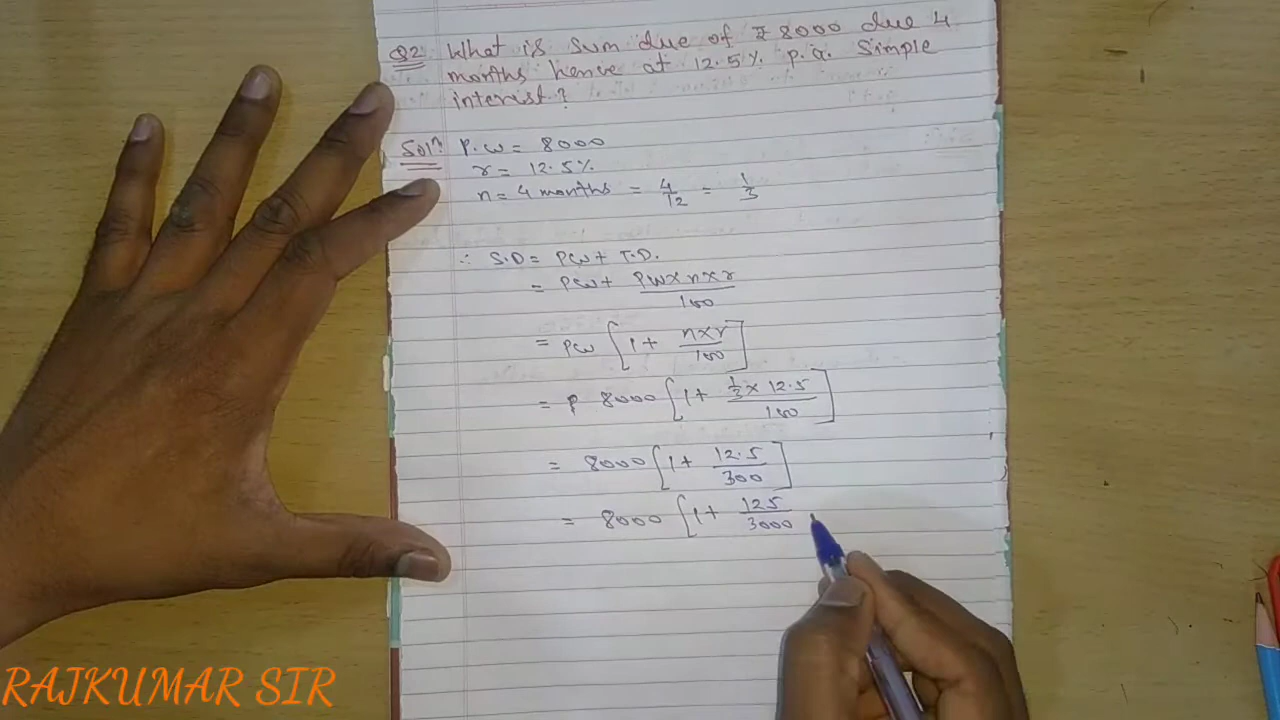 Q2 What is sum due of ₹ 8000 due 4
months hence at 12.5% p.a. Simple
interest?
Solⁿ P.W = 8000
r = 12.5%
n = 4 months = 4/12 = 1/3
∴ S.D = PW + T.D.
= PW + PW×n×r/100
= PW [1 + n×r/100]
= P 8000 [1 + 1/3 × 12.5/100]
= 8000 [1 + 12.5/300]
= 8000 [1 + 125/3000
RAJKUMAR SIR